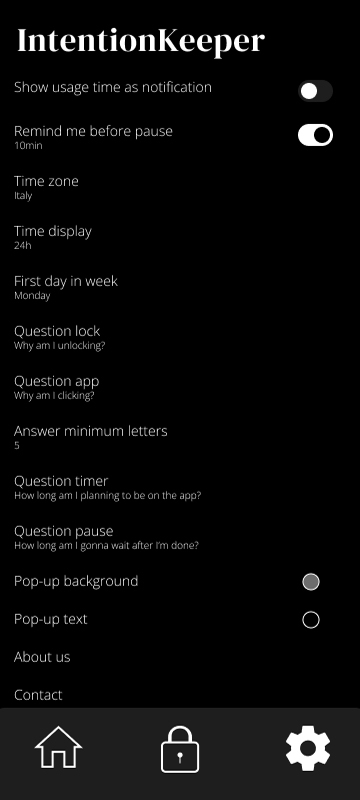 IntentionKeeper
Show usage time as notification
Remind me before pause
10min
Time zone
Italy
Time display
24h
First day in week
Monday
Question lock
Why am I unlocking?
Question app
Why am I clicking?
Answer minimum letters
5
Question timer
How long am I planning to be on the app?
Question pause
How long am I gonna wait after I'm done?
Pop-up background
Pop-up text
About us
Contact